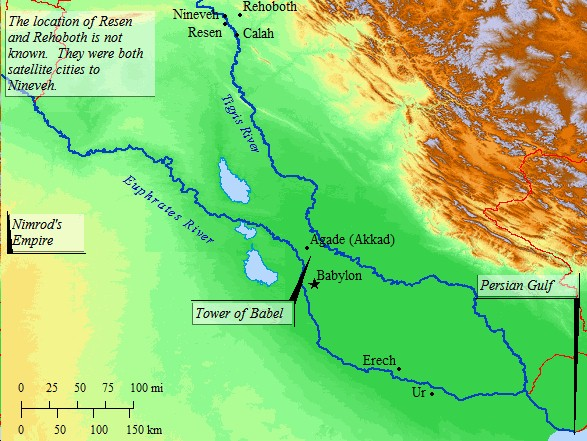 The location of Resen
and Rehoboth is not
known. They were both
satellite cities to
Nineveh.
Nineveh
Rehoboth
Resen
Calah
Tigris River
Euphrates River
Nimrod's
Empire
Agade (Akkad)
Babylon
Tower of Babel
Persian Gulf
Erech
Ur
0 25 50 75 100 mi
0 50 100 150 km